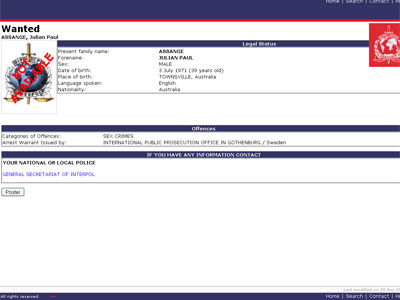 Home | Search | Contact |
Wanted
ASSANGE, Julian Paul
Legal Status
Present family name: ASSANGE
Forename: JULIAN PAUL
Sex: MALE
Date of birth: 3 July 1971 (39 years old)
Place of birth: TOWNSVILLE, Australia
Language spoken: English
Nationality: Australia
Offences
Categories of Offences: SEX CRIMES
Arrest Warrant Issued by: INTERNATIONAL PUBLIC PROSECUTION OFFICE IN GOTHENBURG / Sweden
IF YOU HAVE ANY INFORMATION CONTACT
YOUR NATIONAL OR LOCAL POLICE
GENERAL SECRETARIAT OF INTERPOL
Poster
Last modified on
All rights reserved.
Home | Search | Contact |